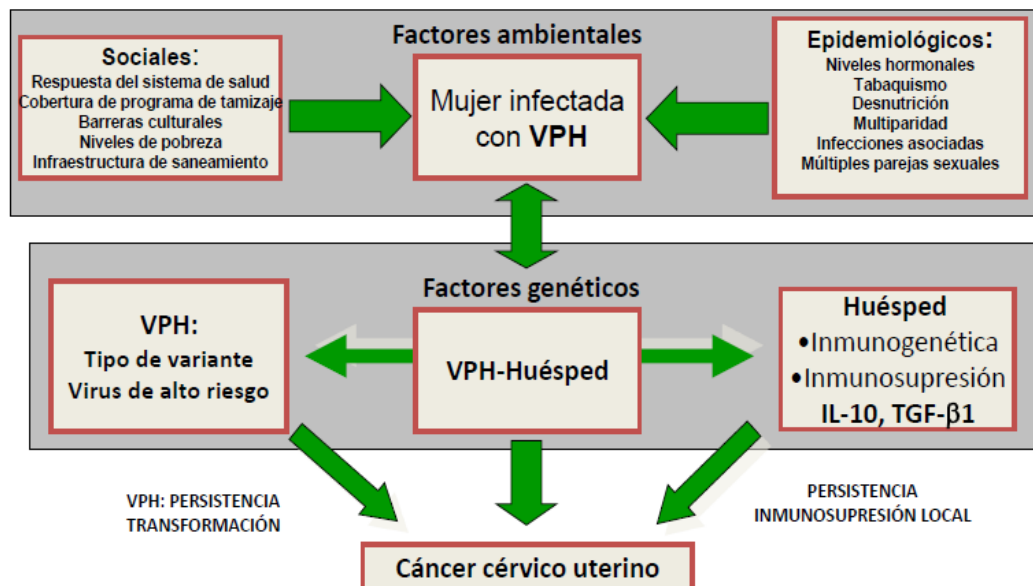 Factores ambientales
Sociales:
Respuesta del sistema de salud
Cobertura de programa de tamizaje
Barreras culturales
Niveles de pobreza
Infraestructura de saneamiento
Mujer infectada
con VPH
Epidemiológicos:
Niveles hormonales
Tabaquismo
Desnutrición
Multiparidad
Infecciones asociadas
Múltiples parejas sexuales
Factores genéticos
VPH:
Tipo de variante
Virus de alto riesgo
VPH-Huésped
Huésped
•Inmunogenética
•Inmunosupresión
IL-10, TGF-β1
VPH: PERSISTENCIA
TRANSFORMACIÓN
PERSISTENCIA
INMUNOSUPRESIÓN LOCAL
Cáncer cérvico uterino